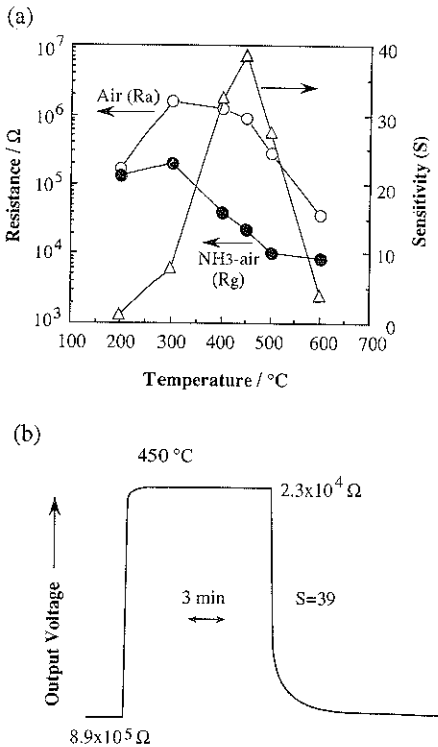 (a)
10^7
10^6
10^5
10^4
10^3
Resistance / Ω
Air (Ra)
NH3-air
(Rg)
40
30
20
10
0
Sensitivity (S)
100 200 300 400 500 600 700
Temperature / °C
(b)
450 °C
2.3x10^4 Ω
Output Voltage
3 min
S=39
8.9x10^5 Ω